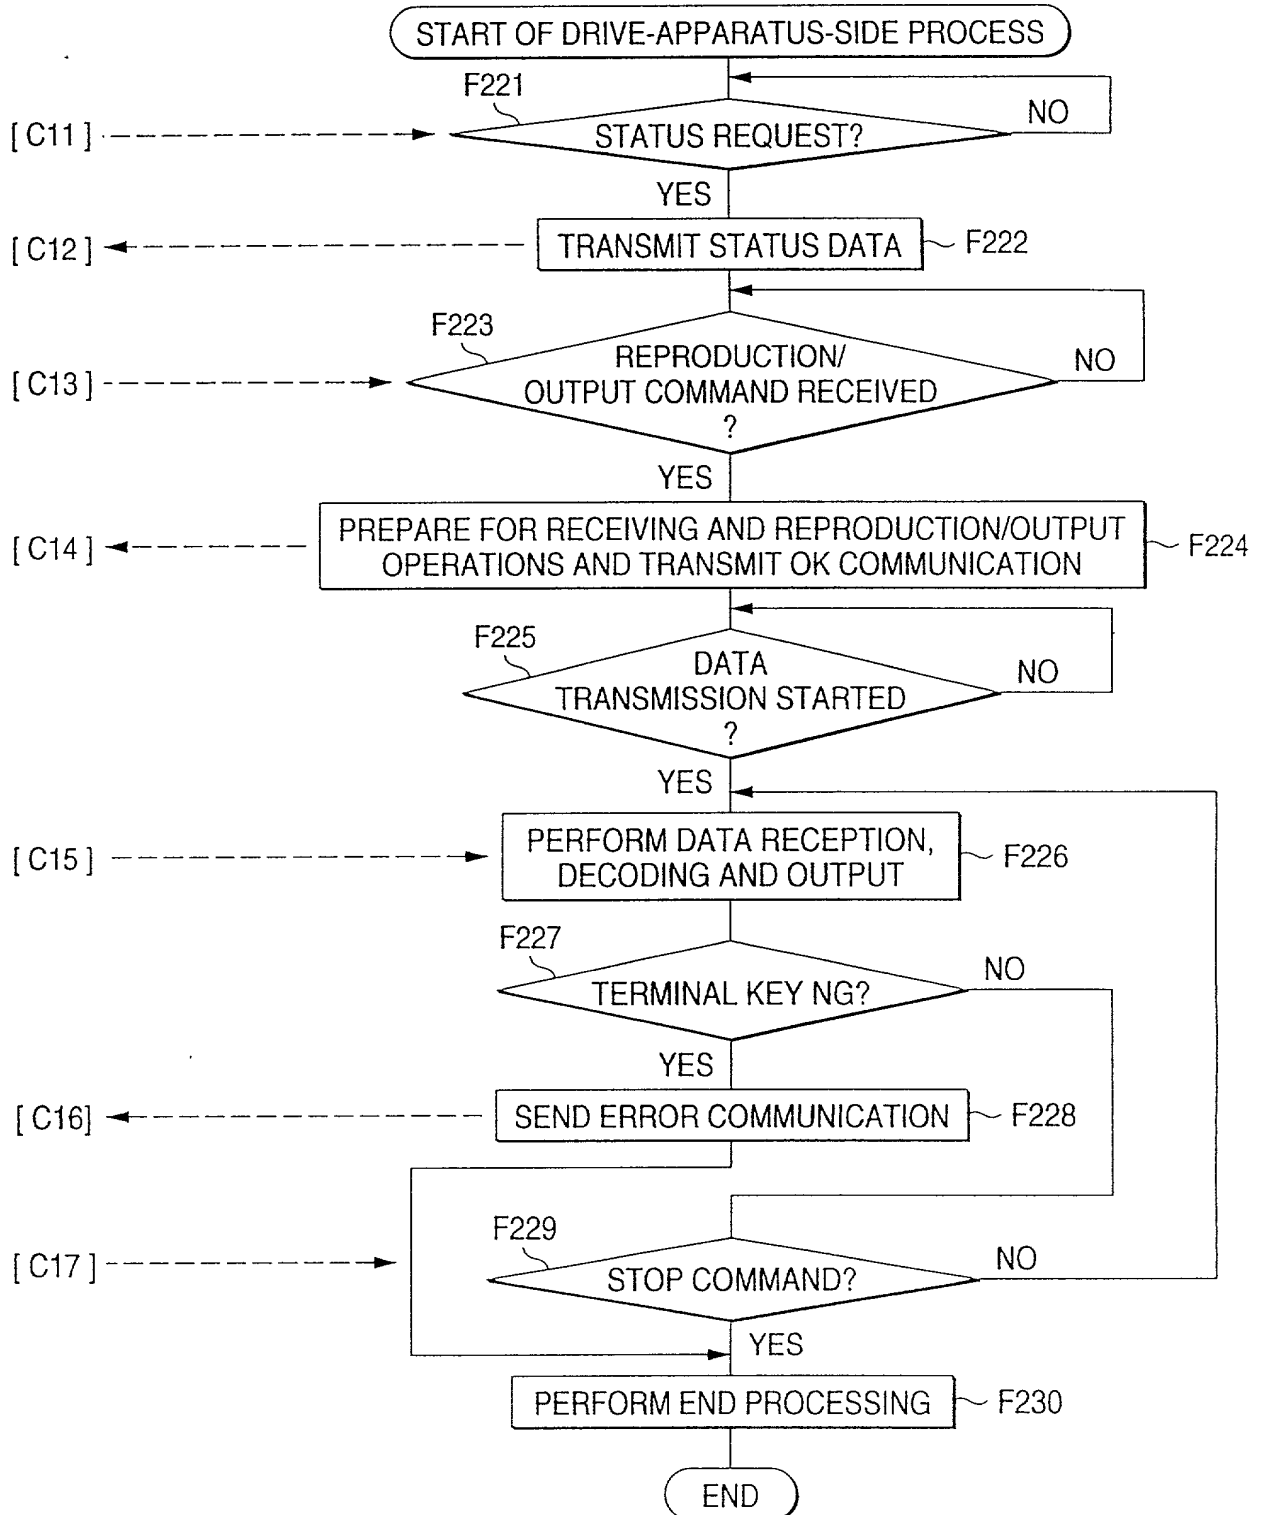 START OF DRIVE-APPARATUS-SIDE PROCESS
F221
[ C11 ]
STATUS REQUEST?
NO
YES
[ C12 ]
TRANSMIT STATUS DATA
F222
F223
[ C13 ]
REPRODUCTION/
OUTPUT COMMAND RECEIVED
?
NO
YES
[ C14 ]
PREPARE FOR RECEIVING AND REPRODUCTION/OUTPUT
OPERATIONS AND TRANSMIT OK COMMUNICATION
F224
F225
DATA
TRANSMISSION STARTED
?
NO
YES
[ C15 ]
PERFORM DATA RECEPTION,
DECODING AND OUTPUT
F226
F227
TERMINAL KEY NG?
NO
YES
[ C16]
SEND ERROR COMMUNICATION
F228
F229
[ C17 ]
STOP COMMAND?
NO
YES
PERFORM END PROCESSING
F230
END